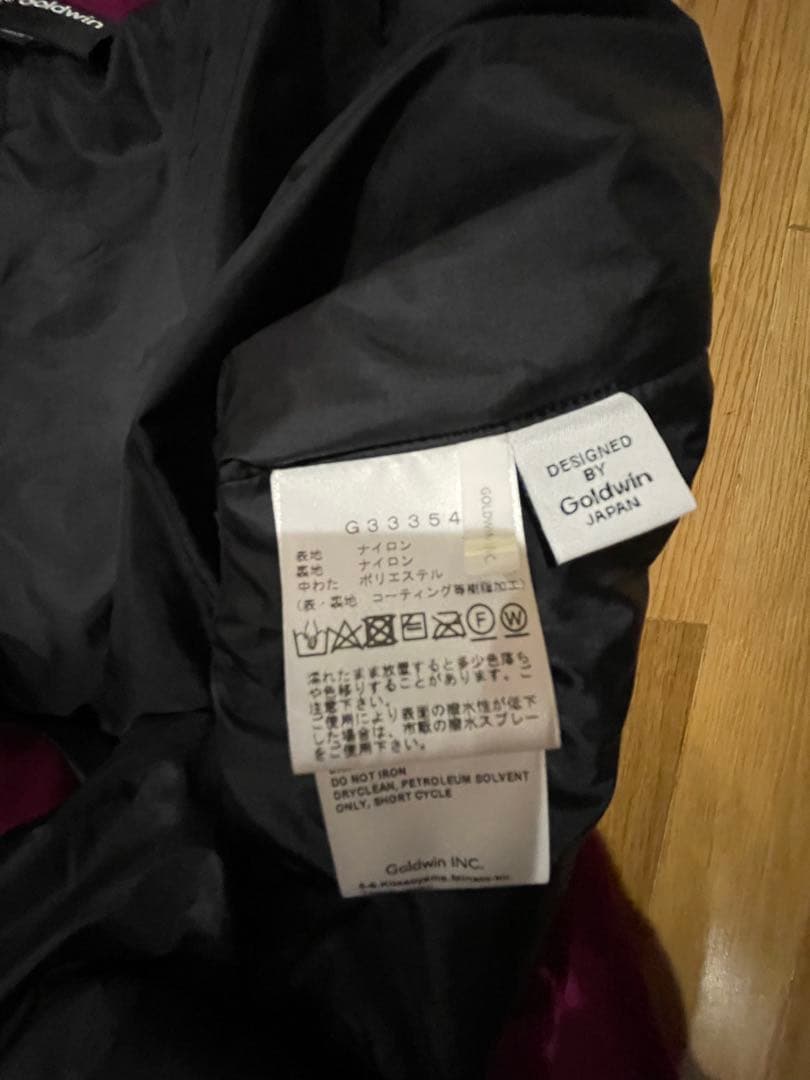 Goldwin
DESIGNED
BY
Goldwin
JAPAN
G33354
表地 ナイロン
裏地 ナイロン
中わた ポリエステル
(表・裏地 コーティング等樹脂加工)
F W
濡れたまま放置すると多少色落ち
や色移りすることがあります。ご
注意下さい。
ご使用により表面の撥水性が低下
した場合は、市販の撥水スプレー
をご使用下さい。
DO NOT IRON
DRYCLEAN, PETROLEUM SOLVENT
ONLY, SHORT CYCLE
Goldwin INC.